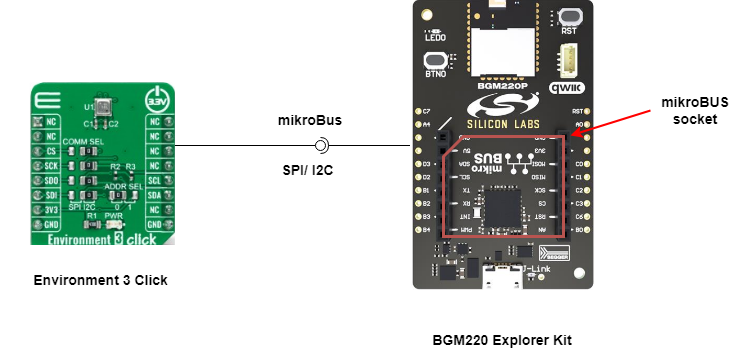 LED0
RST
BTN0
BGM220P
qwiic
SILICON LABS
C7
A4
D3
D2
B1
B2
B3
B4
RST
A0
C0
C1
C2
C3
B0
5V
SDA
SCL
TX
RX
INT
PWM
3V3
MOSI
MISO
SCK
CS
RST
AN
mikro
BUS
J-Link
SEGGER
mikroBUS
socket
3.3V
U1
C1 C2
NC
NC
CS
SCK
SDO
SDI
3V3
GND
NC
NC
NC
NC
SCL
SDA
NC
GND
COMM SEL
R2 R3
ADDR SEL
SPI I2C
0 1
R1 PWR
Environment 3 click
mikroBus
SPI/ I2C
Environment 3 Click
BGM220 Explorer Kit